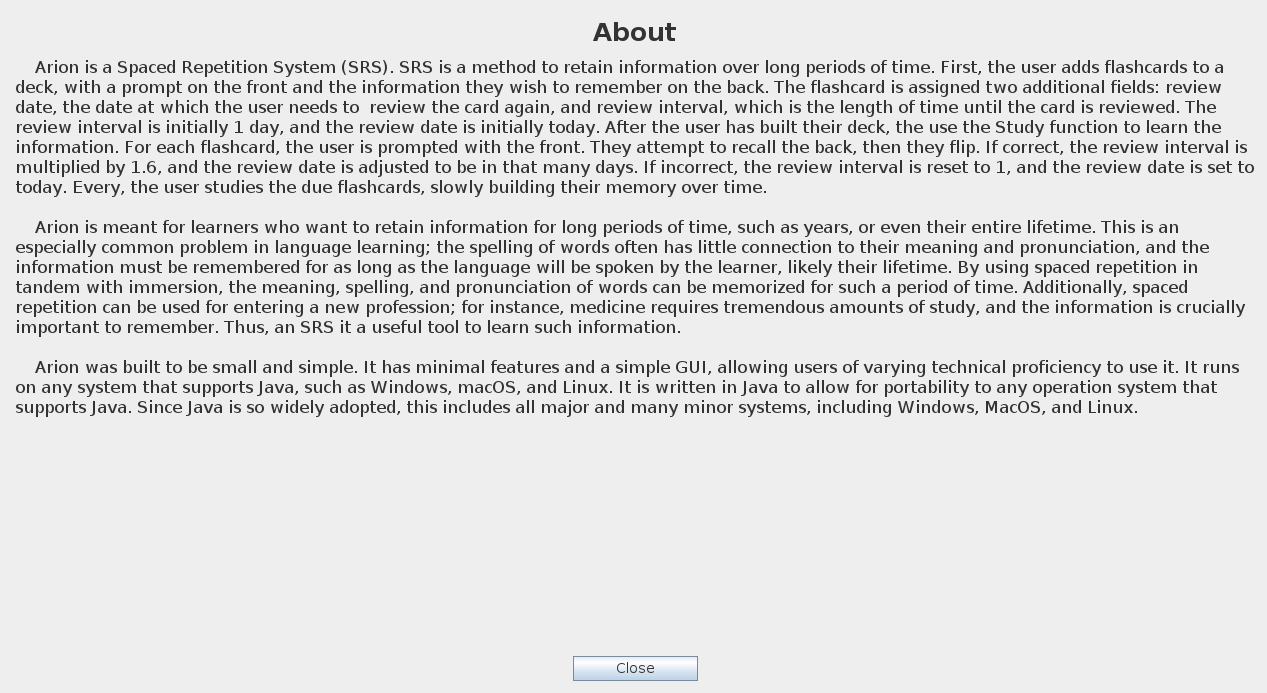 About
Arion is a Spaced Repetition System (SRS). SRS is a method to retain information over long periods of time. First, the user adds flashcards to a
deck, with a prompt on the front and the information they wish to remember on the back. The flashcard is assigned two additional fields: review
date, the date at which the user needs to  review the card again, and review interval, which is the length of time until the card is reviewed. The
review interval is initially 1 day, and the review date is initially today. After the user has built their deck, the use the Study function to learn the
information. For each flashcard, the user is prompted with the front. They attempt to recall the back, then they flip. If correct, the review interval is
multiplied by 1.6, and the review date is adjusted to be in that many days. If incorrect, the review interval is reset to 1, and the review date is set to
today. Every, the user studies the due flashcards, slowly building their memory over time.
Arion is meant for learners who want to retain information for long periods of time, such as years, or even their entire lifetime. This is an
especially common problem in language learning; the spelling of words often has little connection to their meaning and pronunciation, and the
information must be remembered for as long as the language will be spoken by the learner, likely their lifetime. By using spaced repetition in
tandem with immersion, the meaning, spelling, and pronunciation of words can be memorized for such a period of time. Additionally, spaced
repetition can be used for entering a new profession; for instance, medicine requires tremendous amounts of study, and the information is crucially
important to remember. Thus, an SRS it a useful tool to learn such information.
Arion was built to be small and simple. It has minimal features and a simple GUI, allowing users of varying technical proficiency to use it. It runs
on any system that supports Java, such as Windows, macOS, and Linux. It is written in Java to allow for portability to any operation system that
supports Java. Since Java is so widely adopted, this includes all major and many minor systems, including Windows, MacOS, and Linux.
Close